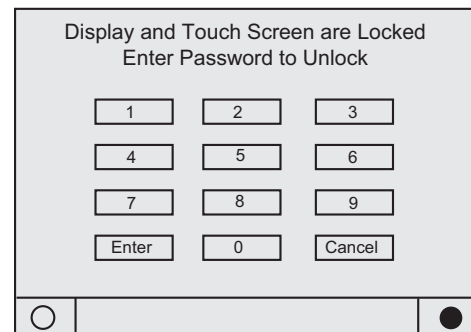 Display and Touch Screen are Locked
Enter Password to Unlock
1 2 3
4 5 6
7 8 9
Enter 0 Cancel